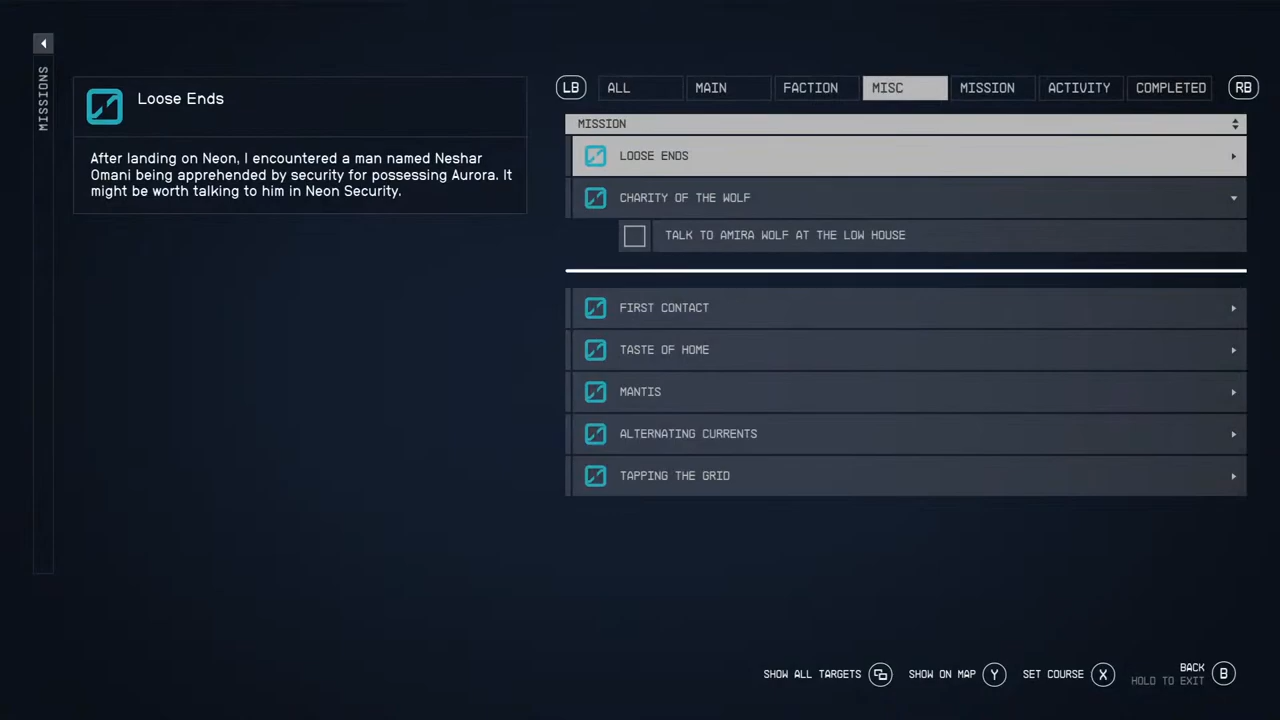 MISSIONS
Loose Ends
After landing on Neon, I encountered a man named Neshar
Omani being apprehended by security for possessing Aurora. It
might be worth talking to him in Neon Security.
LB ALL MAIN FACTION MISC MISSION ACTIVITY COMPLETED RB
MISSION
LOOSE ENDS
CHARITY OF THE WOLF
TALK TO AMIRA WOLF AT THE LOW HOUSE
FIRST CONTACT
TASTE OF HOME
MANTIS
ALTERNATING CURRENTS
TAPPING THE GRID
SHOW ALL TARGETS SHOW ON MAP Y SET COURSE X BACK B
HOLD TO EXIT